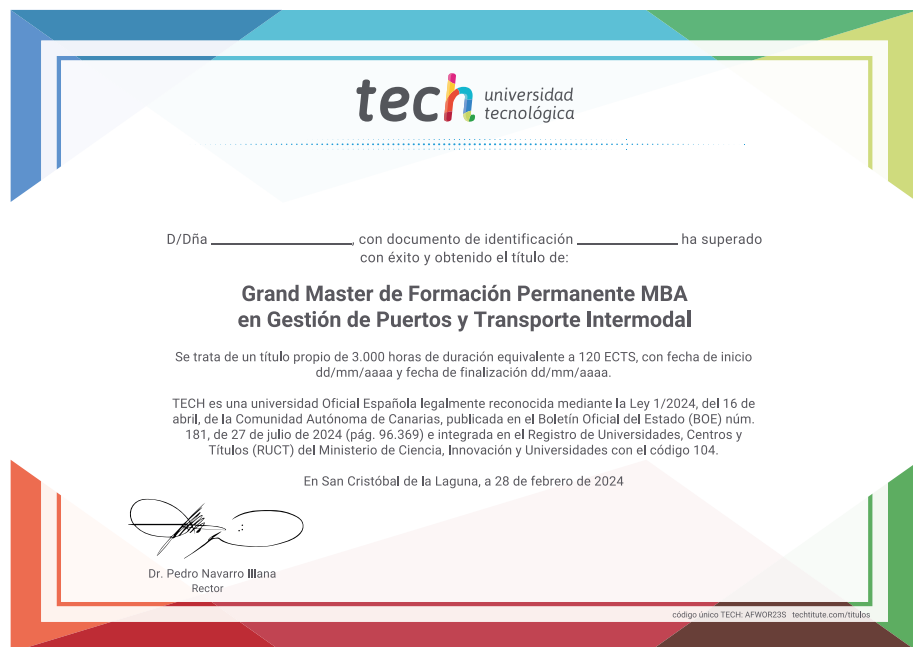 tech universidad
tecnológica
D/Dña ____________, con documento de identificación ____________ ha superado
con éxito y obtenido el título de:
Grand Master de Formación Permanente MBA
en Gestión de Puertos y Transporte Intermodal
Se trata de un título propio de 3.000 horas de duración equivalente a 120 ECTS, con fecha de inicio
dd/mm/aaaa y fecha de finalización dd/mm/aaaa.
TECH es una universidad Oficial Española legalmente reconocida mediante la Ley 1/2024, del 16 de
abril, de la Comunidad Autónoma de Canarias, publicada en el Boletín Oficial del Estado (BOE) núm.
181, de 27 de julio de 2024 (pág. 96.369) e integrada en el Registro de Universidades, Centros y
Títulos (RUCT) del Ministerio de Ciencia, Innovación y Universidades con el código 104.
En San Cristóbal de la Laguna, a 28 de febrero de 2024
Dr. Pedro Navarro Illana
Rector
código único TECH: AFWOR23S techtitute.com/titulos